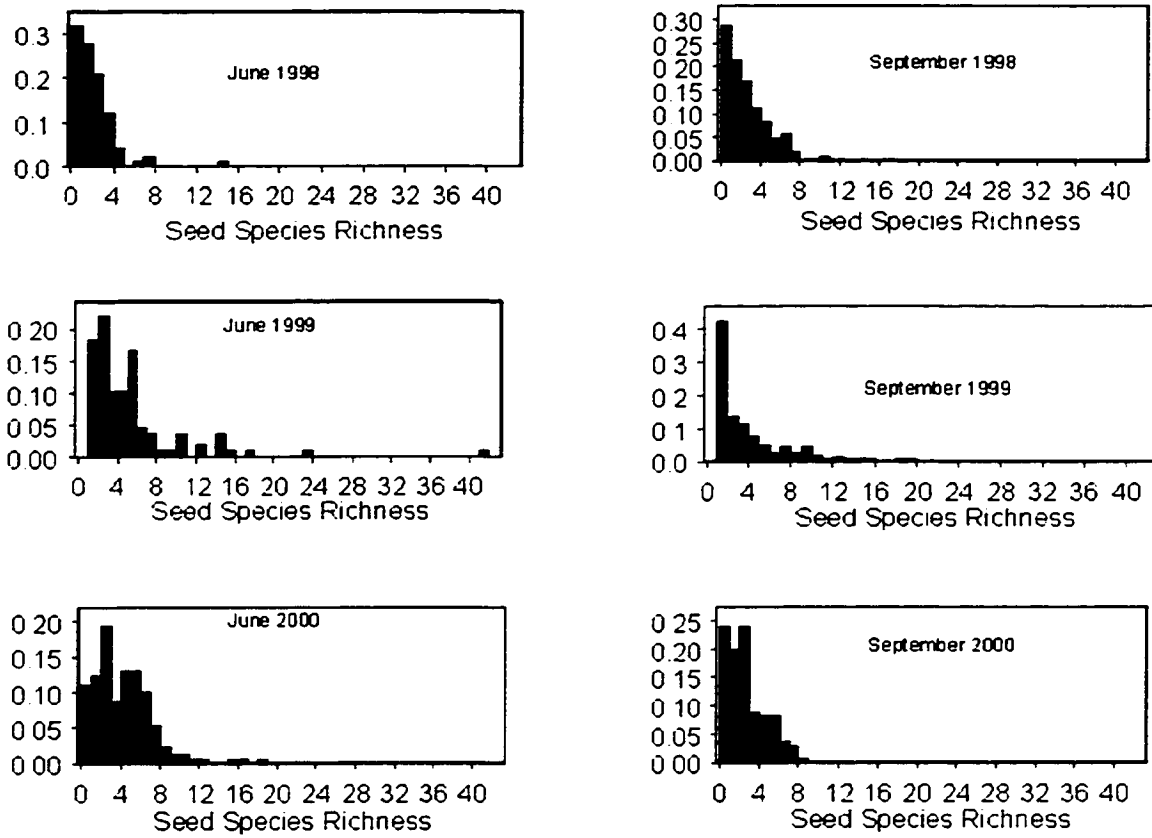 0.3
0.2
0.1
0.0
June 1998
0 4 8 12 16 20 24 28 32 36 40
Seed Species Richness
0.30
0.25
0.20
0.15
0.10
0.05
0.00
September 1998
0 4 8 12 16 20 24 28 32 36 40
Seed Species Richness
0.20
0.15
0.10
0.05
0.00
June 1999
0 4 8 12 16 20 24 28 32 36 40
Seed Species Richness
0.4
0.3
0.2
0.1
0.0
September 1999
0 4 8 12 16 20 24 28 32 36 40
Seed Species Richness
0.20
0.15
0.10
0.05
0.00
June 2000
0 4 8 12 16 20 24 28 32 36 40
Seed Species Richness
0.25
0.20
0.15
0.10
0.05
0.00
September 2000
0 4 8 12 16 20 24 28 32 36 40
Seed Species Richness